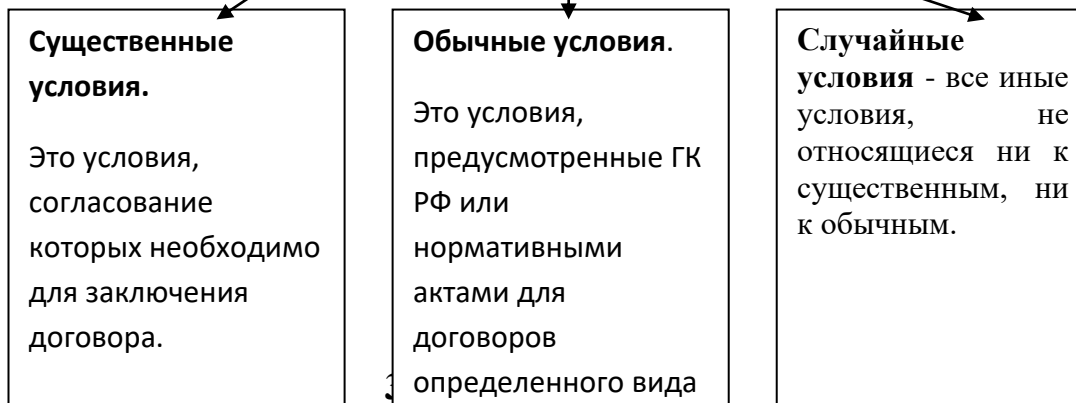 Существенные
условия.
Это условия,
согласование
которых необходимо
для заключения
договора.
Обычные условия.
Это условия,
предусмотренные ГК
РФ или
нормативными
актами для
договоров
определенного вида
Случайные
условия - все иные
условия, не
относящиеся ни к
существенным, ни
к обычным.